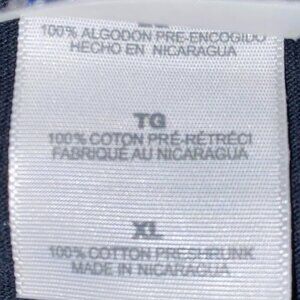 100% ALGODON PRE-ENCOGIDO
HECHO EN NICARAGUA
TG
100% COTON PRÉ-RÉTRÉCI
FABRIQUÉ AU NICARAGUA
XL
100% COTTON PRESHRUNK
MADE IN NICARAGUA